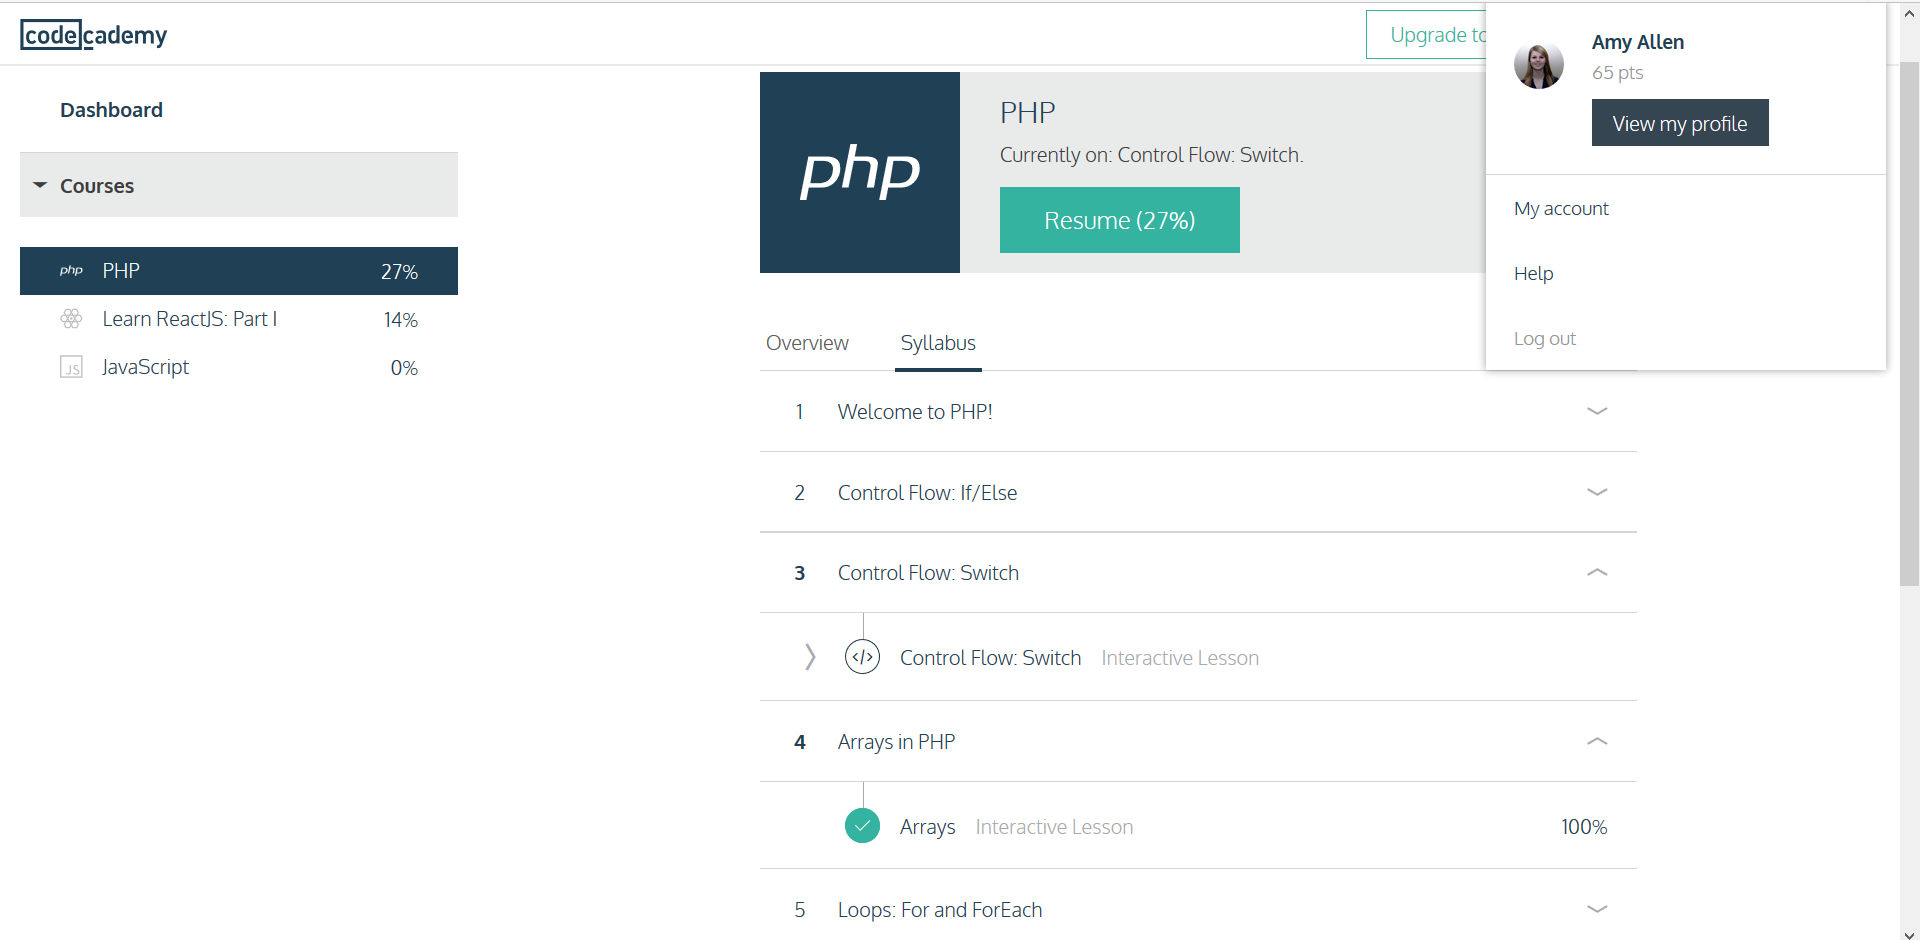 codecademy
Upgrade to
Amy Allen
65 pts
View my profile
My account
Help
Log out
Dashboard
Courses
php PHP 27%
Learn ReactJS: Part I 14%
JS JavaScript 0%
php
PHP
Currently on: Control Flow: Switch.
Resume (27%)
Overview Syllabus
1 Welcome to PHP!
2 Control Flow: If/Else
3 Control Flow: Switch
</> Control Flow: Switch Interactive Lesson
4 Arrays in PHP
Arrays Interactive Lesson 100%
5 Loops: For and ForEach